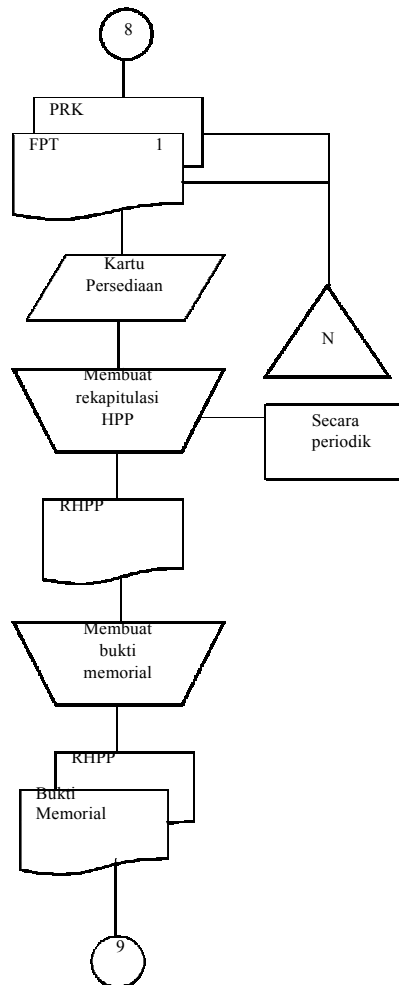 8
PRK
FPT 1
Kartu
Persediaan
N
Membuat
rekapitulasi
HPP
Secara
periodik
RHPP
Membuat
bukti
memorial
RHPP
Bukti
Memorial
9